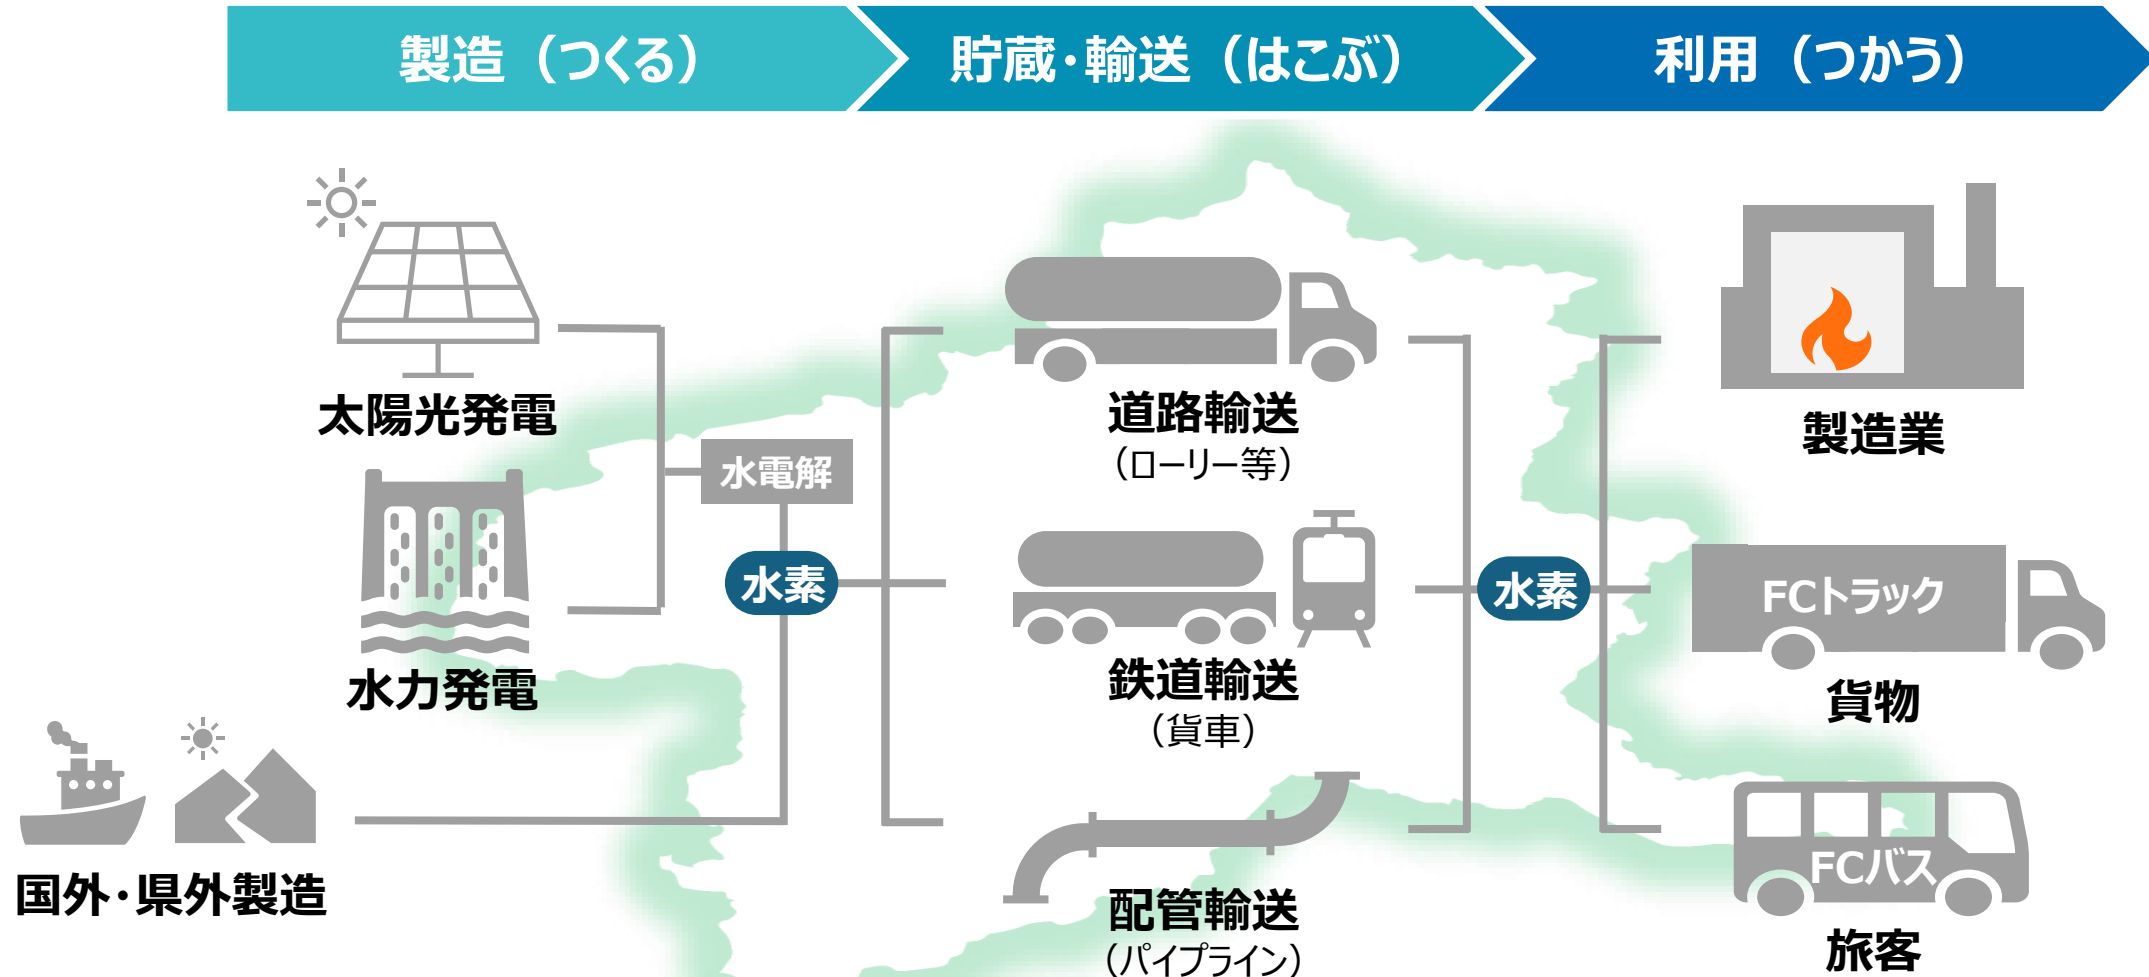 製造（つくる）
貯蔵・輸送（はこぶ）
利用（つかう）
太陽光発電
水力発電
国外・県外製造
水電解
水素
道路輸送
（ローリー等）
鉄道輸送
（貨車）
配管輸送
（パイプライン）
水素
製造業
FCトラック
貨物
FCバス
旅客